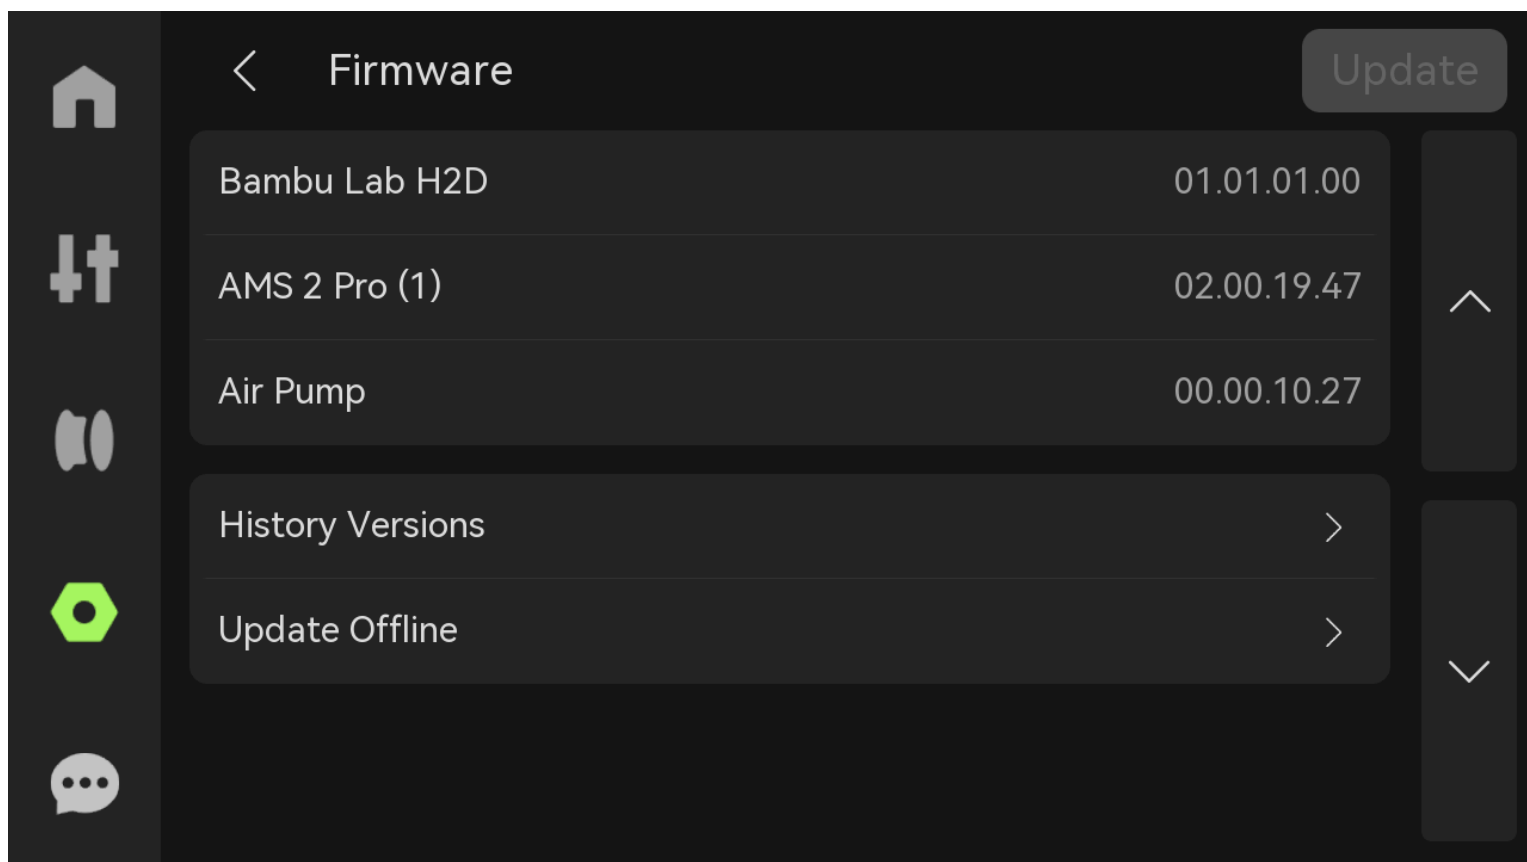 Firmware
Update
Bambu Lab H2D 01.01.01.00
AMS 2 Pro (1) 02.00.19.47
Air Pump 00.00.10.27
History Versions
Update Offline